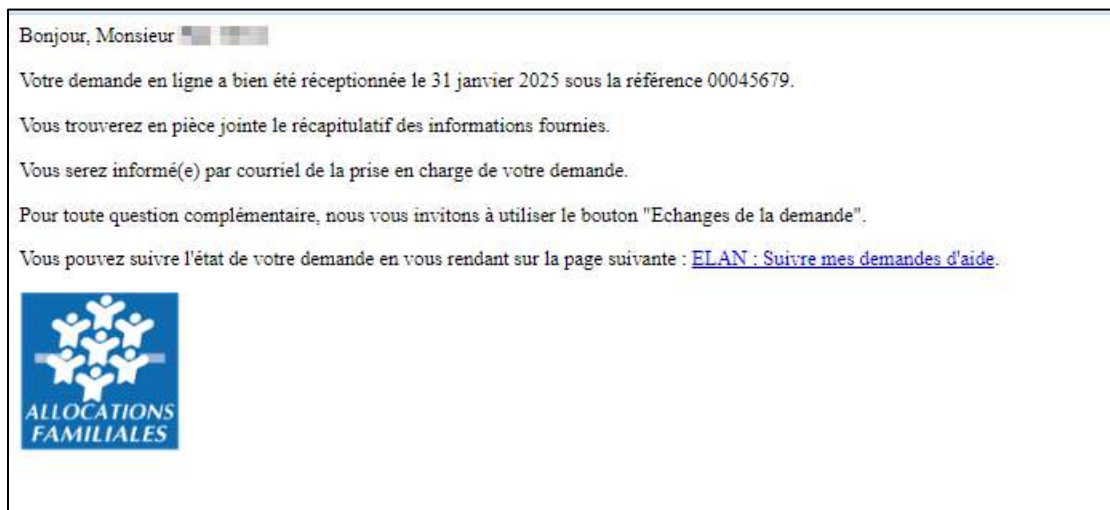 Bonjour, Monsieur
Votre demande en ligne a bien été réceptionnée le 31 janvier 2025 sous la référence 00045679.
Vous trouverez en pièce jointe le récapitulatif des informations fournies.
Vous serez informé(e) par courriel de la prise en charge de votre demande.
Pour toute question complémentaire, nous vous invitons à utiliser le bouton "Echanges de la demande".
Vous pouvez suivre l'état de votre demande en vous rendant sur la page suivante : ELAN : Suivre mes demandes d'aide.
ALLOCATIONS
FAMILIALES